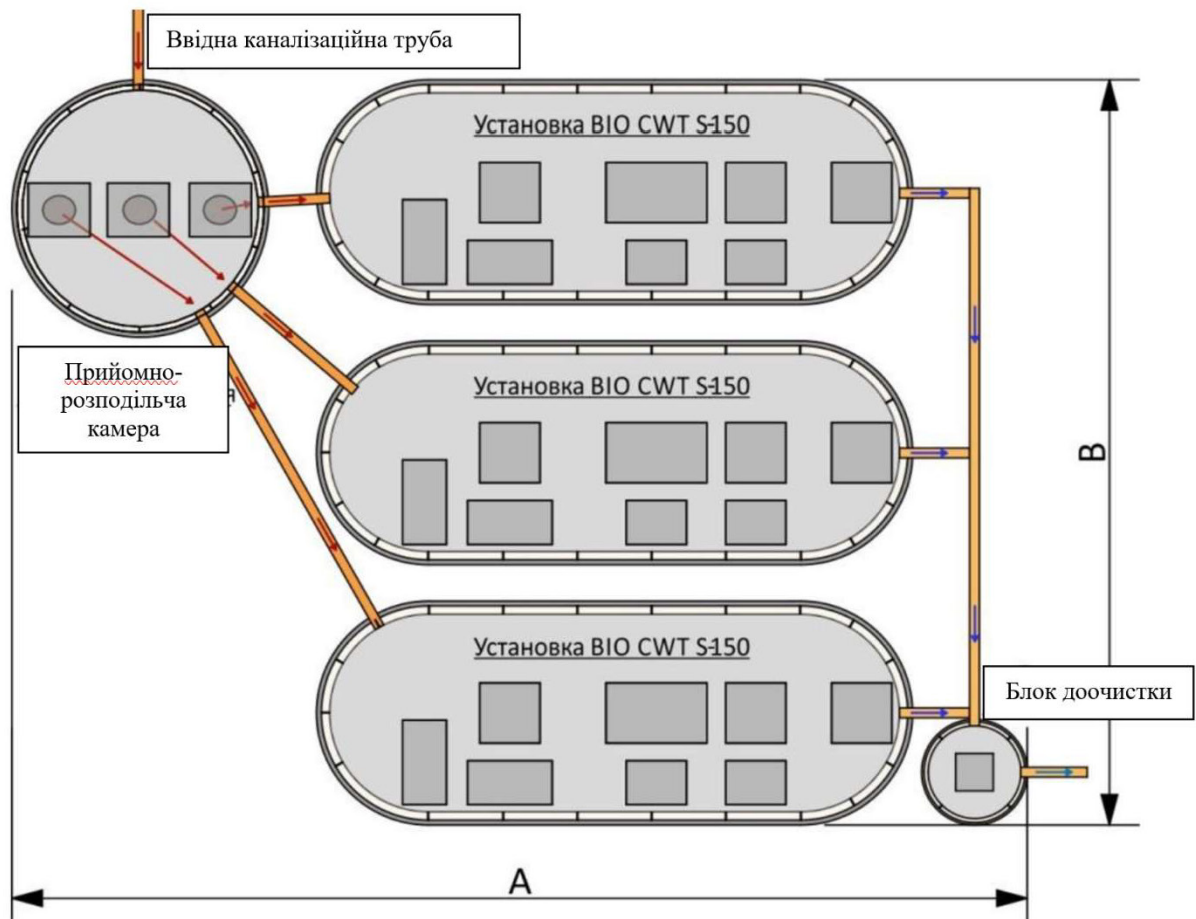 Ввідна каналізаційна труба
Установка BIO CWT S-150
Прийомно-
розподільча
камера
Установка BIO CWT S-150
B
Установка BIO CWT S-150
Блок доочистки
A